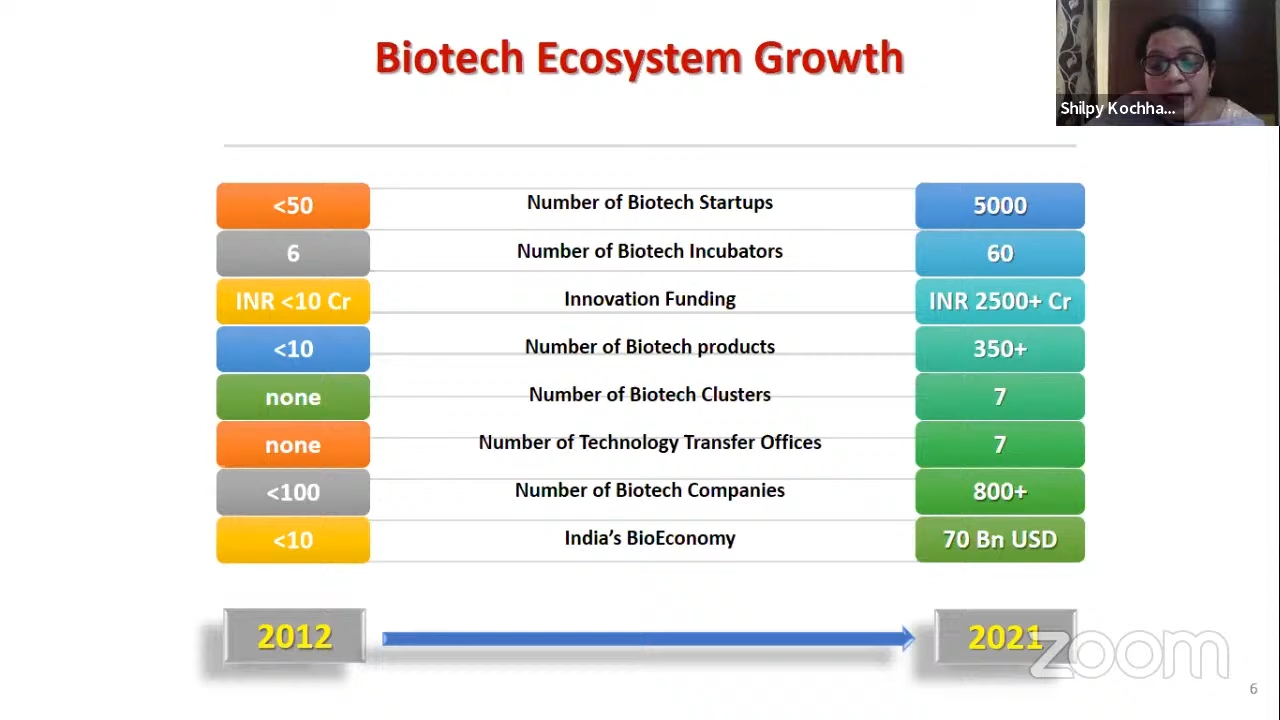 Biotech Ecosystem Growth
Shilpy Kochha...
<50 Number of Biotech Startups 5000
6 Number of Biotech Incubators 60
INR <10 Cr Innovation Funding INR 2500+ Cr
<10 Number of Biotech products 350+
none Number of Biotech Clusters 7
none Number of Technology Transfer Offices 7
<100 Number of Biotech Companies 800+
<10 India's BioEconomy 70 Bn USD
2012 2021
zoom
6